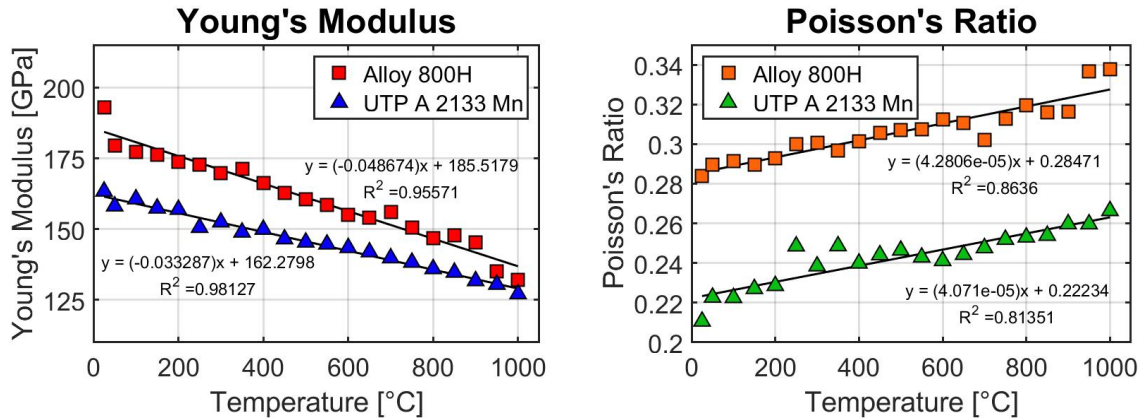 Young's Modulus
Young's Modulus [GPa]
200
175
150
125
Alloy 800H
UTP A 2133 Mn
y = (-0.048674)x + 185.5179
R² =0.95571
y = (-0.033287)x + 162.2798
R² =0.98127
0 200 400 600 800 1000
Temperature [°C]
Poisson's Ratio
Poisson's Ratio
0.34
0.32
0.3
0.28
0.26
0.24
0.22
0.2
Alloy 800H
UTP A 2133 Mn
y = (4.2806e-05)x + 0.28471
R² =0.8636
y = (4.071e-05)x + 0.22234
R² =0.81351
0 200 400 600 800 1000
Temperature [°C]